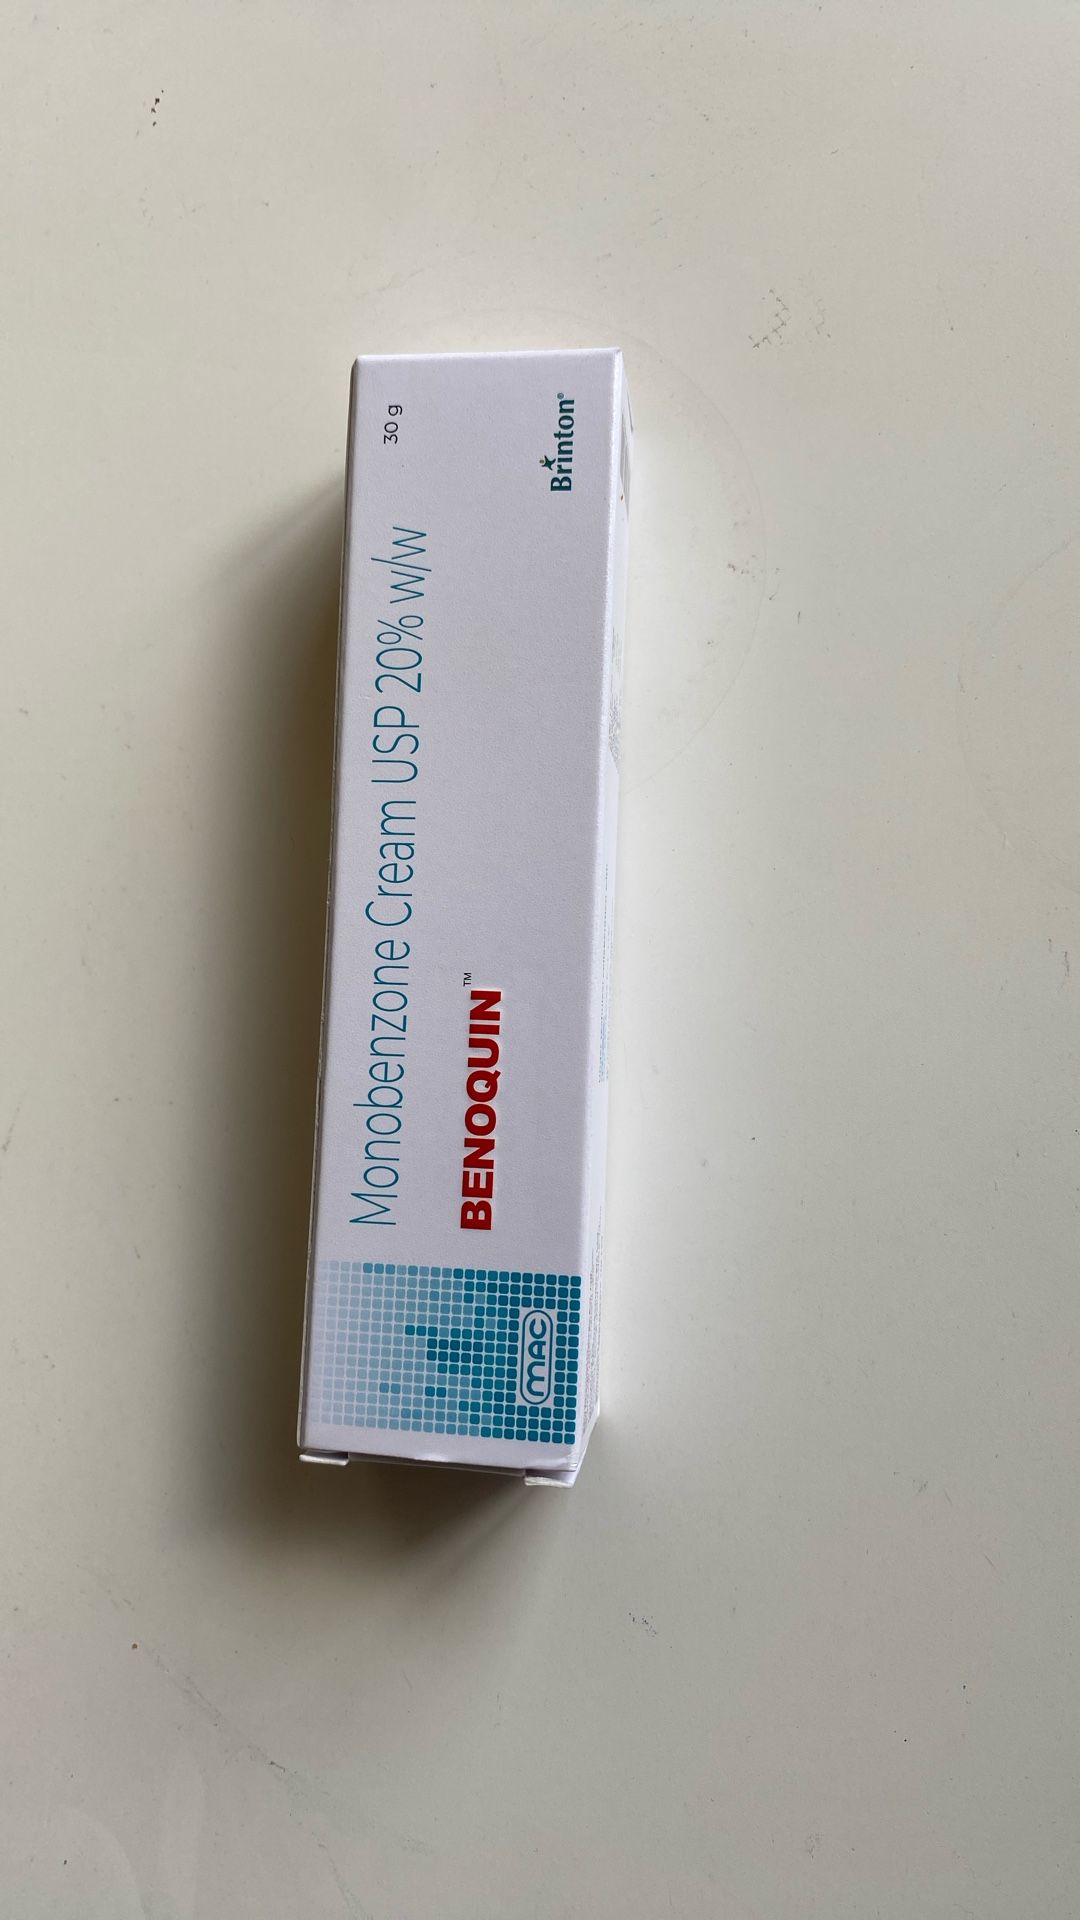 Monobenzone Cream USP 20% w/w
30 g
BENOQUIN™
MAC
Brinton®